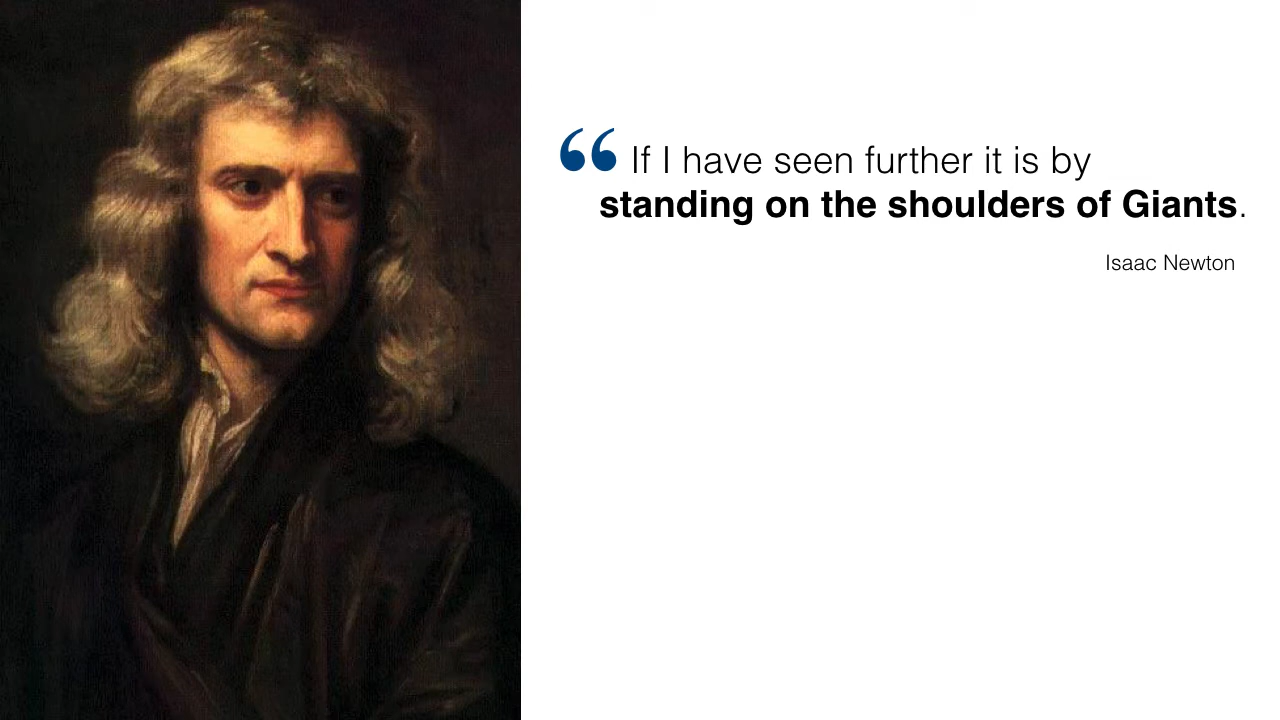 “ If I have seen further it is by
standing on the shoulders of Giants.
Isaac Newton